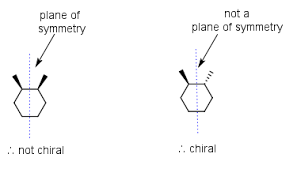 plane of
symmetry
∴ not chiral
not a
plane of symmetry
∴ chiral